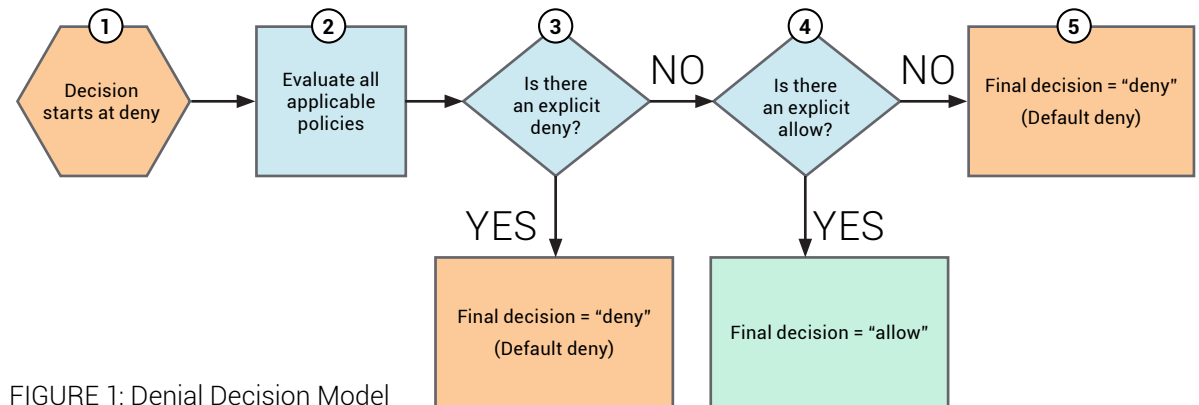 1
Decision
starts at deny
2
Evaluate all
applicable
policies
3
Is there
an explicit
deny?
NO
4
Is there
an explicit
allow?
NO
5
Final decision = “deny”
(Default deny)
YES
Final decision = “deny”
(Default deny)
YES
Final decision = “allow”
FIGURE 1: Denial Decision Model